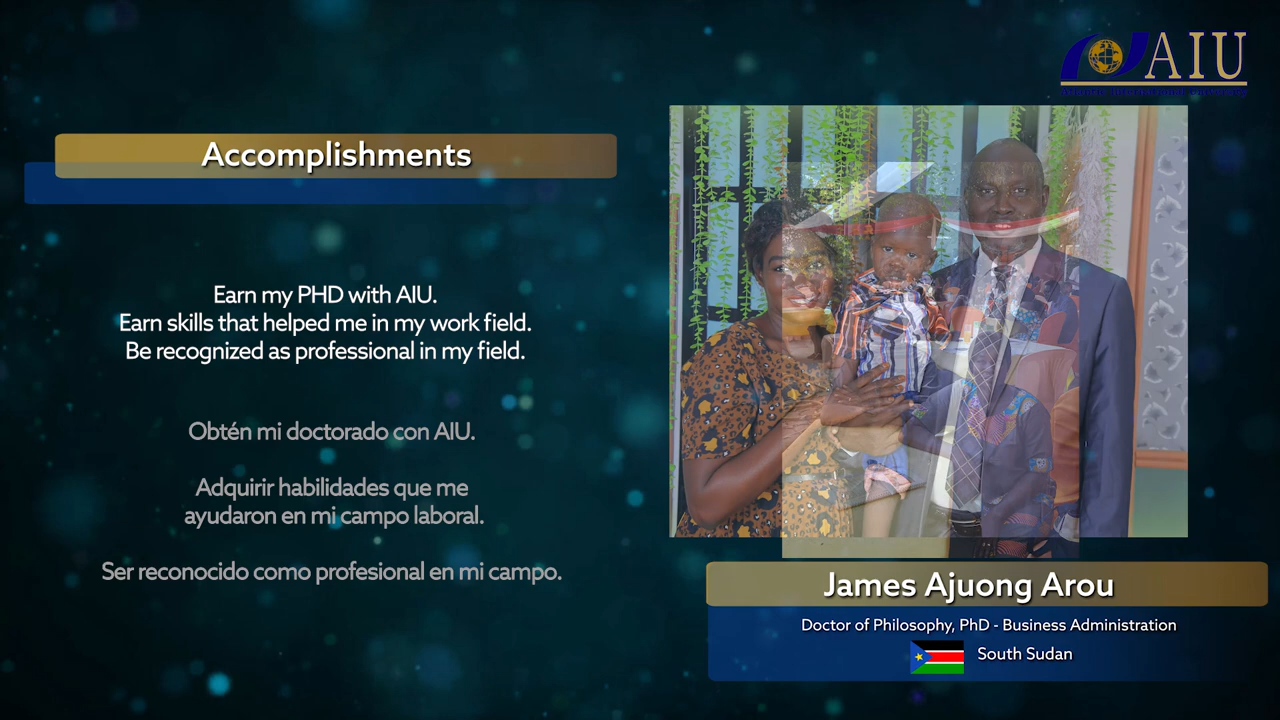 AIU
Accomplishments
Earn my PHD with AIU.
Earn skills that helped me in my work field.
Be recognized as professional in my field.
Obtén mi doctorado con AIU.
Adquirir habilidades que me
ayudaron en mi campo laboral.
Ser reconocido como profesional en mi campo.
James Ajuong Arou
Doctor of Philosophy, PhD - Business Administration
South Sudan